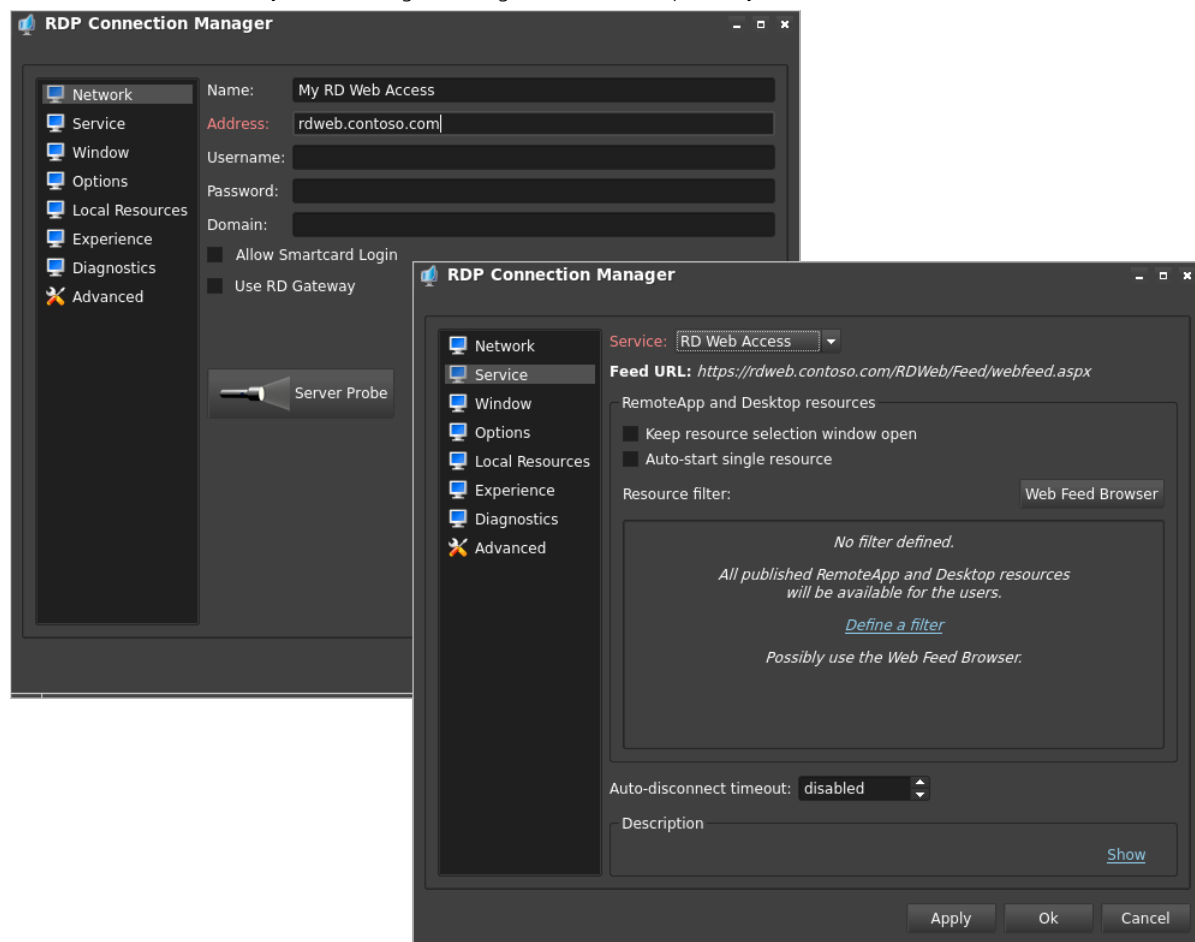 RDP Connection Manager
Network
Service
Window
Options
Local Resources
Experience
Diagnostics
Advanced
Name: My RD Web Access
Address: rdweb.contoso.com
Username:
Password:
Domain:
Allow Smartcard Login
Use RD Gateway
Server Probe
RDP Connection Manager
Network
Service
Window
Options
Local Resources
Experience
Diagnostics
Advanced
Service: RD Web Access
Feed URL: https://rdweb.contoso.com/RDWeb/Feed/webfeed.aspx
RemoteApp and Desktop resources
Keep resource selection window open
Auto-start single resource
Resource filter: Web Feed Browser
No filter defined.
All published RemoteApp and Desktop resources
will be available for the users.
Define a filter
Possibly use the Web Feed Browser.
Auto-disconnect timeout: disabled
Description
Show
Apply Ok Cancel